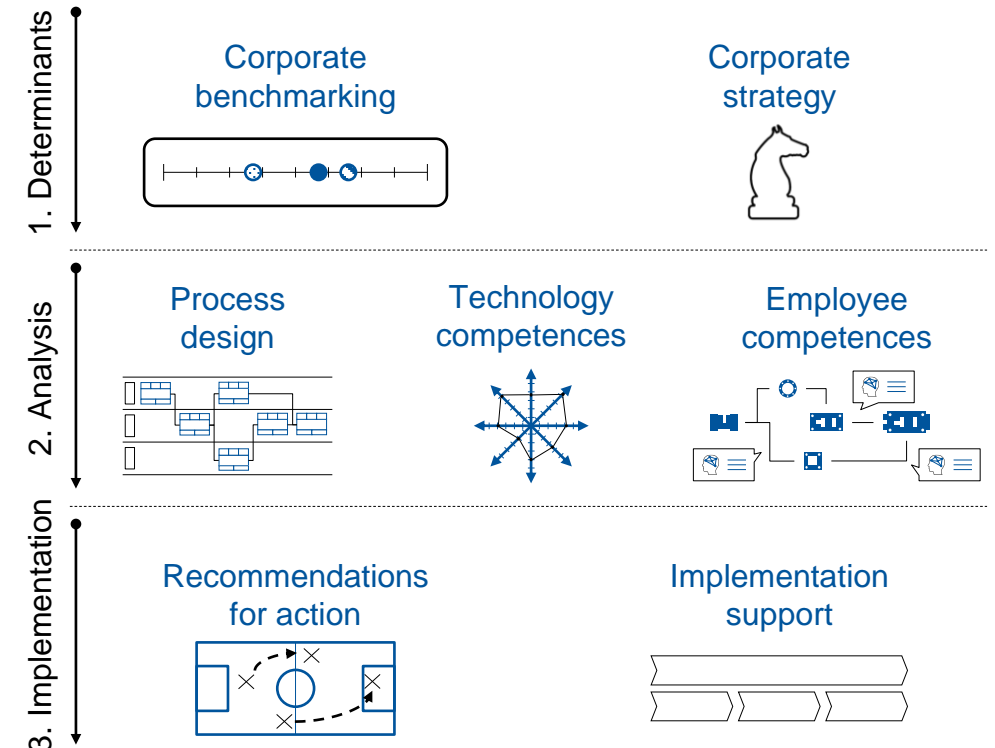 1. Determinants
Corporate
benchmarking
Corporate
strategy
2. Analysis
Process
design
Technology
competences
Employee
competences
3. Implementation
Recommendations
for action
Implementation
support